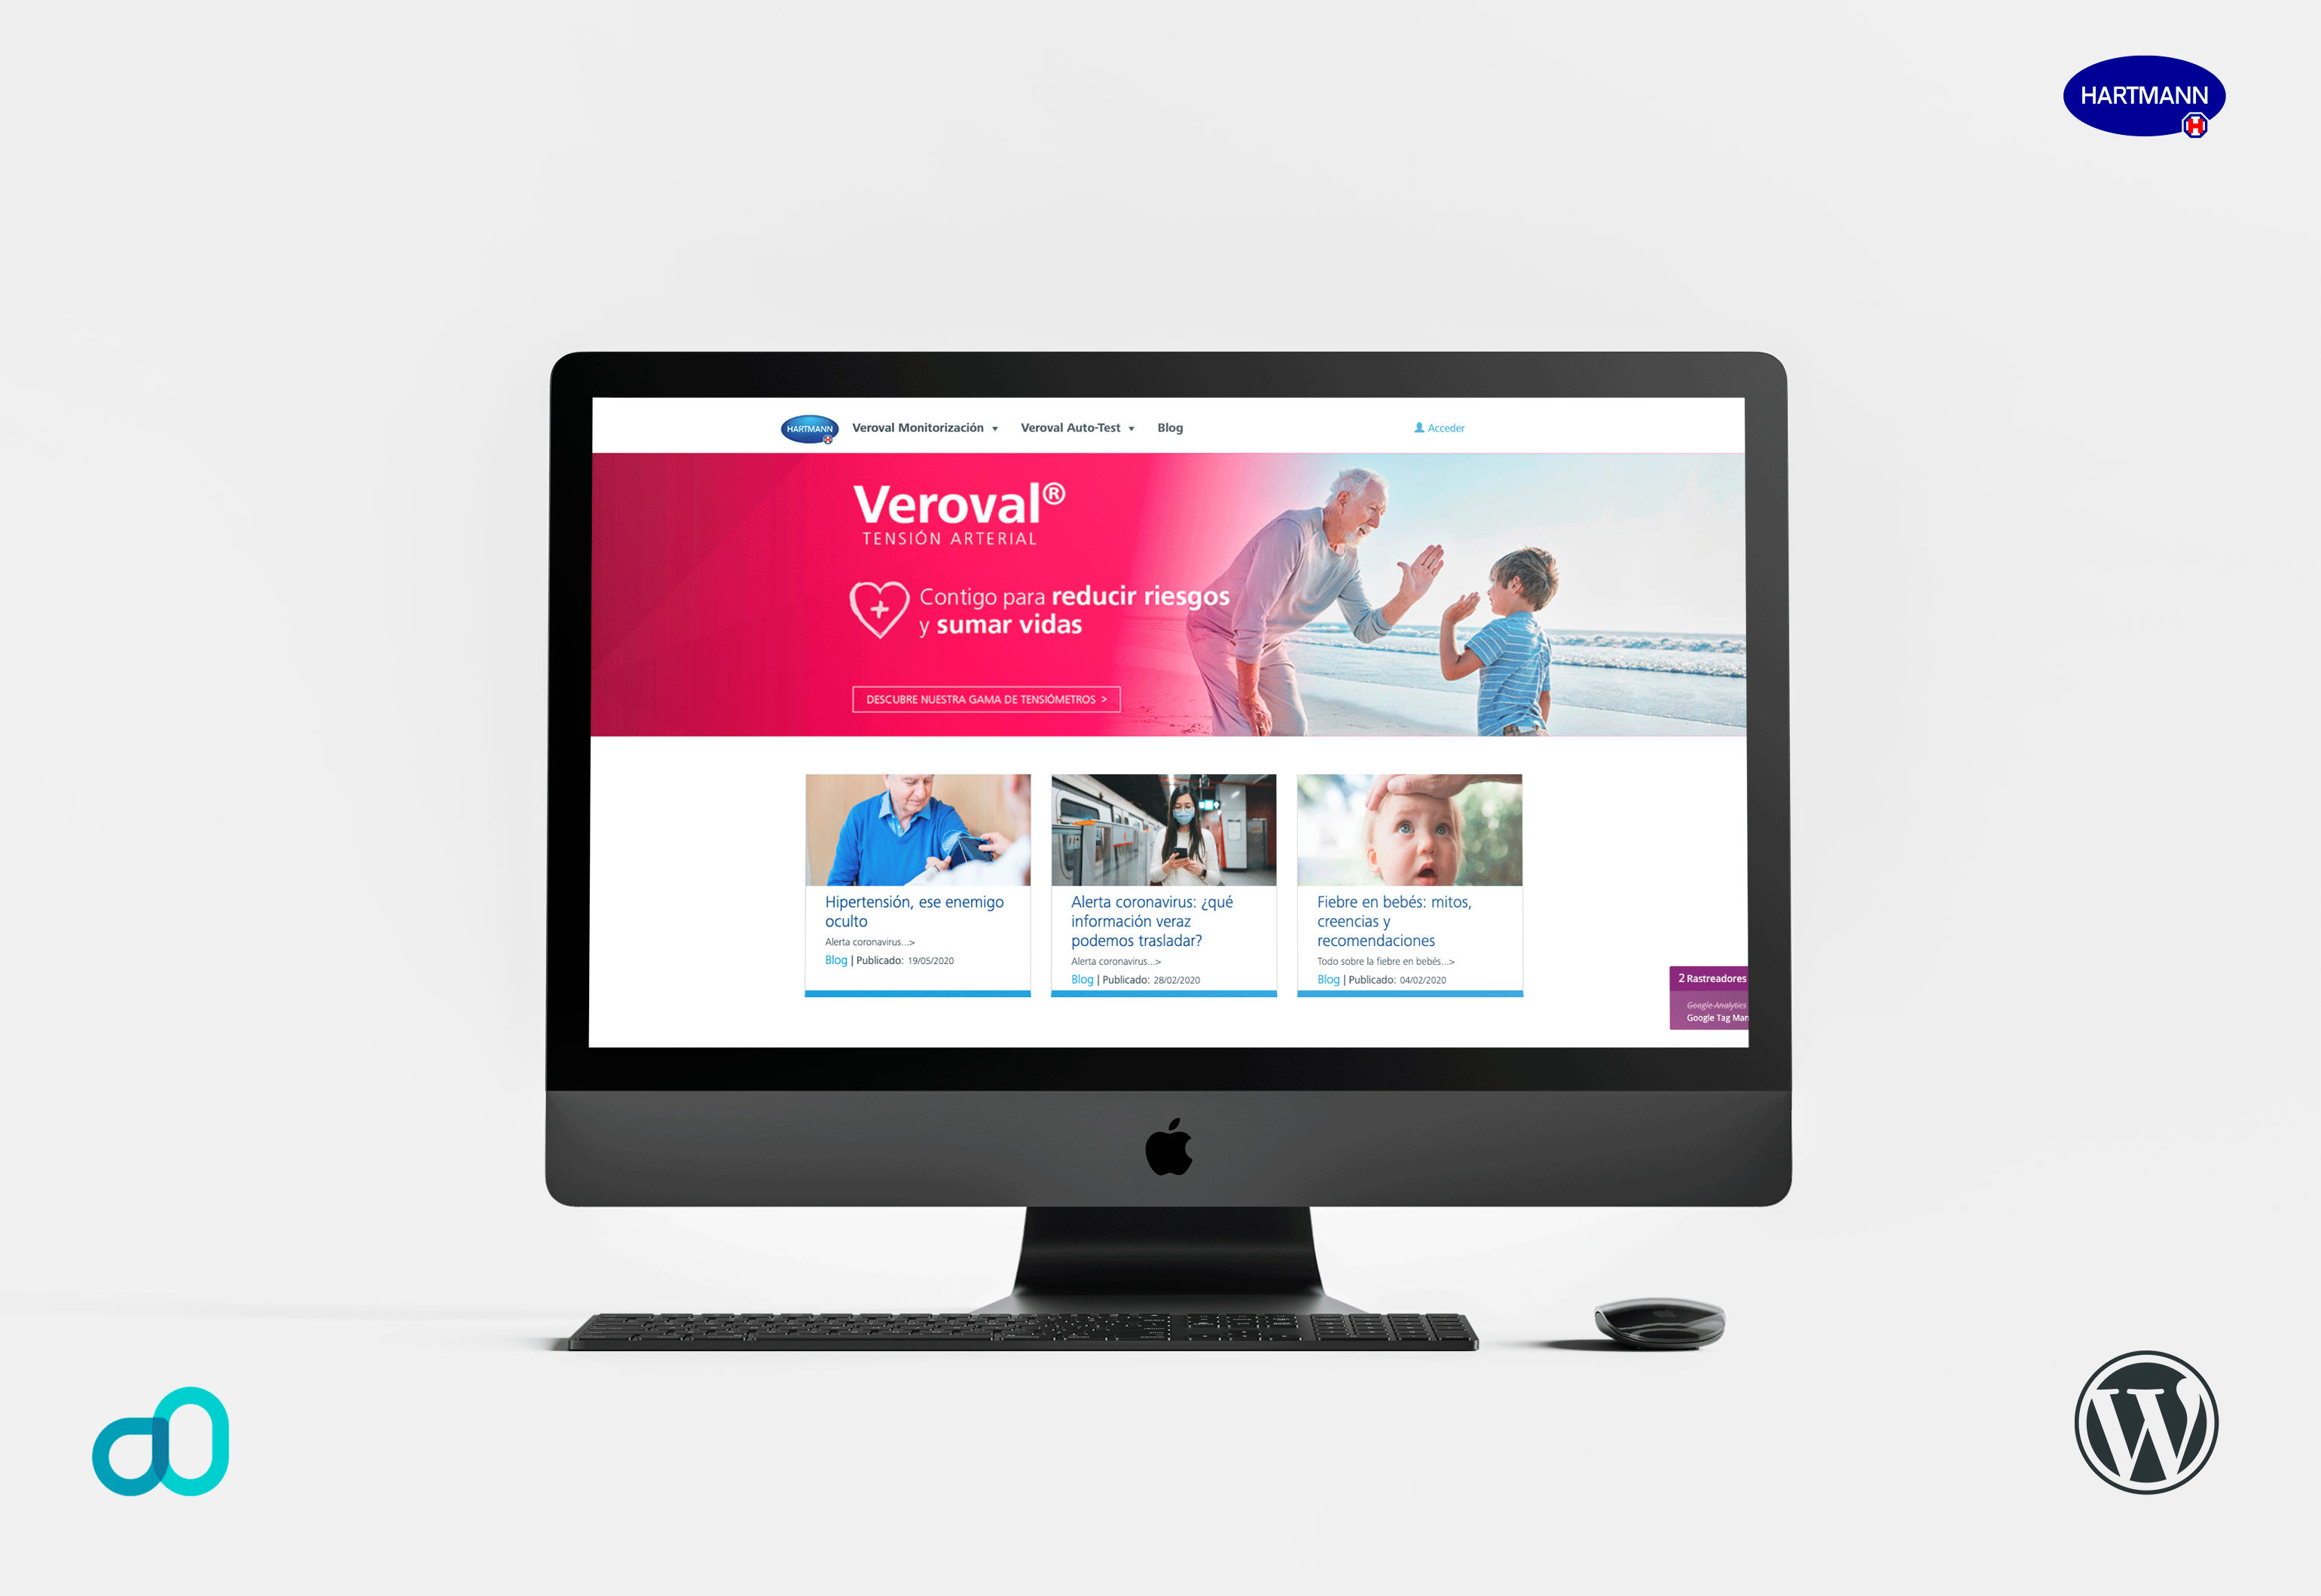 HARTMANN
H
HARTMANN
Veroval Monitorización
Veroval Auto-Test
Blog
Acceder
Veroval®
TENSIÓN ARTERIAL
Contigo para reducir riesgos
y sumar vidas
DESCUBRE NUESTRA GAMA DE TENSIÓMETROS >
Hipertensión, ese enemigo
oculto
Alerta coronavirus...>
Blog | Publicado: 19/05/2020
Alerta coronavirus: ¿qué
información veraz
podemos trasladar?
Alerta coronavirus...>
Blog | Publicado: 28/02/2020
Fiebre en bebés: mitos,
creencias y
recomendaciones
Todo sobre la fiebre en bebés...>
Blog | Publicado: 04/02/2020
2 Rastreadores
Google Analytics
Google Tag Man
W